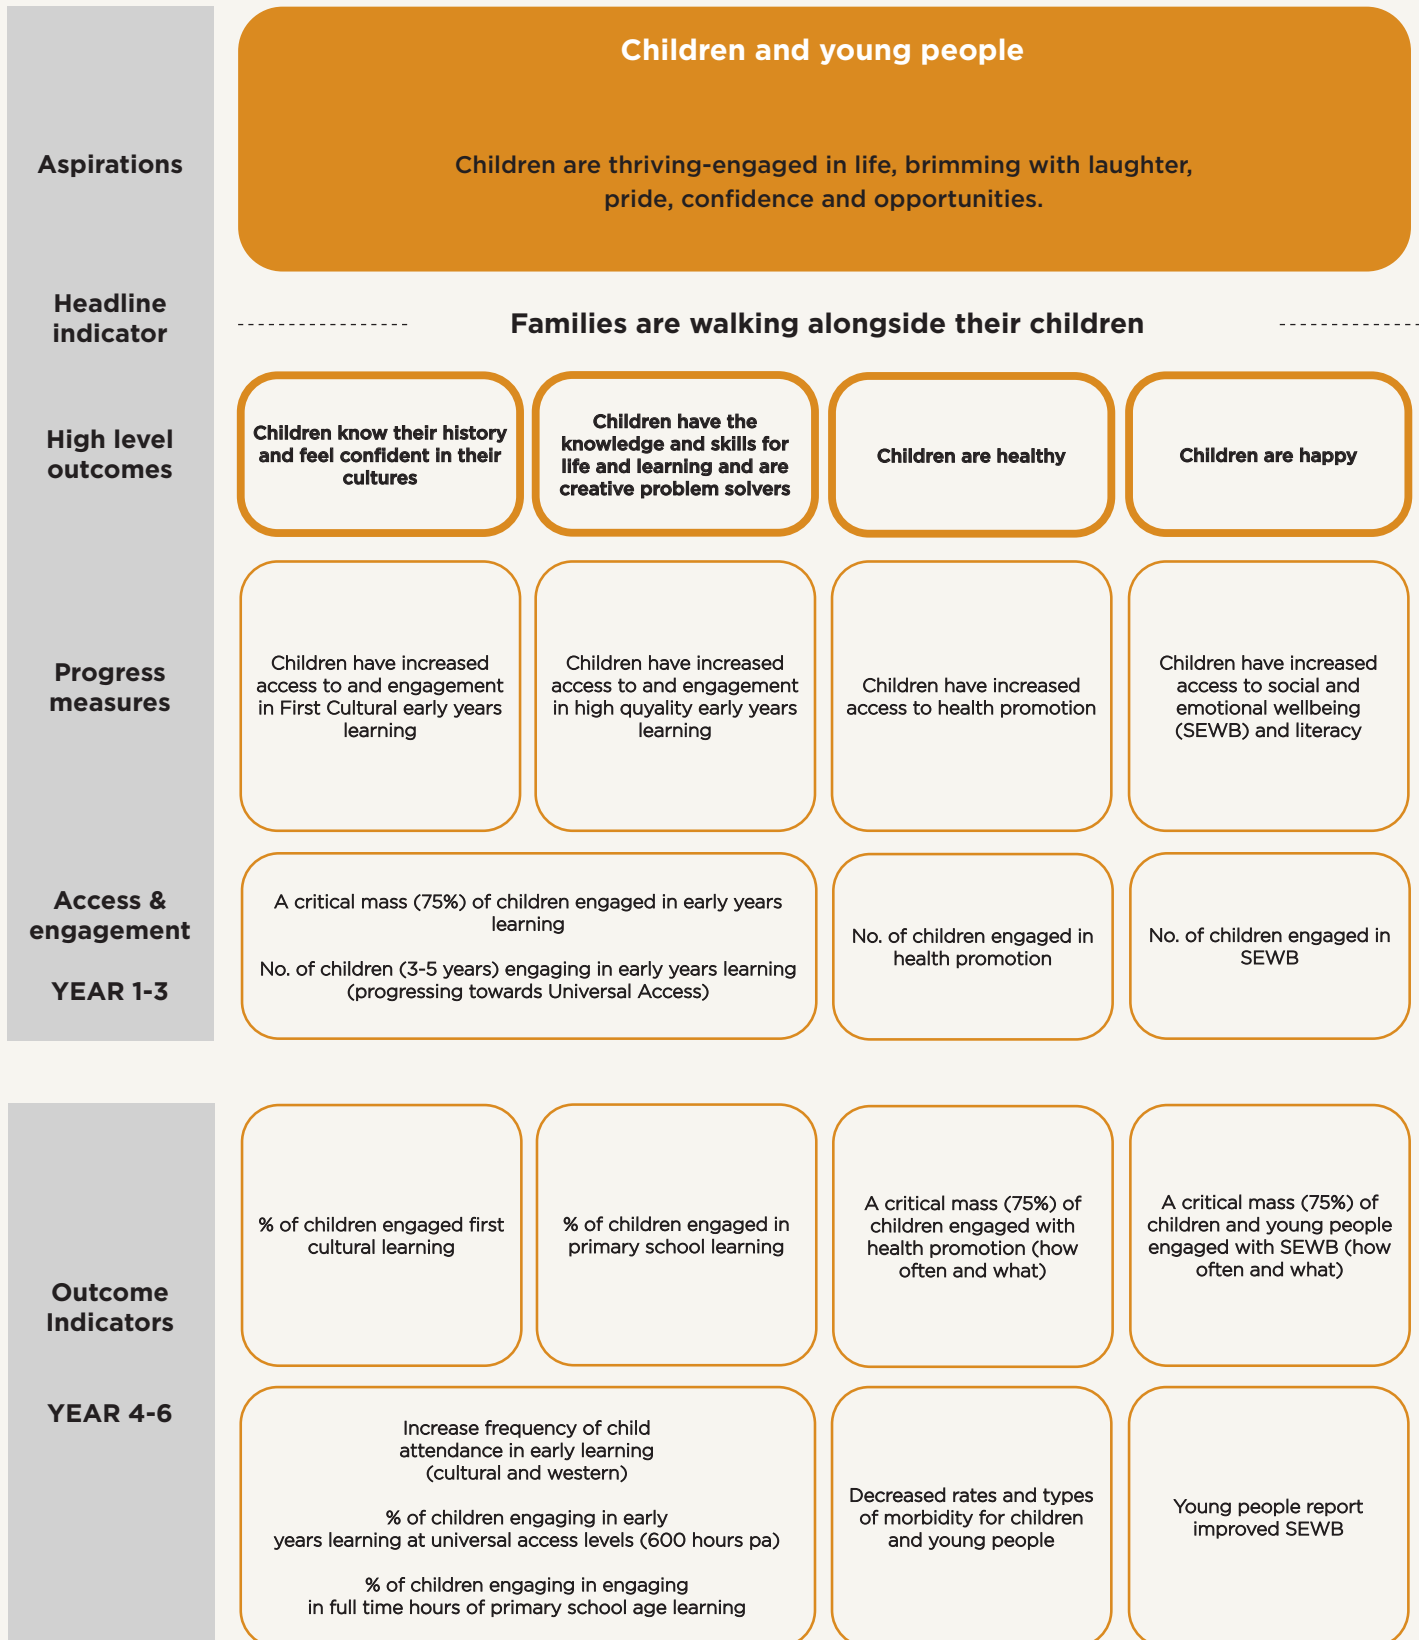 Children and young people
Aspirations
Children are thriving-engaged in life, brimming with laughter,
pride, confidence and opportunities.
Headline
indicator
Families are walking alongside their children
High level
outcomes
Children know their history
and feel confident in their
cultures
Children have the
knowledge and skills for
life and learning and are
creative problem solvers
Children are healthy
Children are happy
Progress
measures
Children have increased
access to and engagement
in First Cultural early years
learning
Children have increased
access to and engagement
in high quyality early years
learning
Children have increased
access to health promotion
Children have increased
access to social and
emotional wellbeing
(SEWB) and literacy
Access &
engagement
YEAR 1-3
A critical mass (75%) of children engaged in early years
learning
No. of children (3-5 years) engaging in early years learning
(progressing towards Universal Access)
No. of children engaged in
health promotion
No. of children engaged in
SEWB
Outcome
Indicators
YEAR 4-6
% of children engaged first
cultural learning
% of children engaged in
primary school learning
A critical mass (75%) of
children engaged with
health promotion (how
often and what)
A critical mass (75%) of
children and young people
engaged with SEWB (how
often and what)
Increase frequency of child
attendance in early learning
(cultural and western)
% of children engaging in early
years learning at universal access levels (600 hours pa)
% of children engaging in engaging
in full time hours of primary school age learning
Decreased rates and types
of morbidity for children
and young people
Young people report
improved SEWB